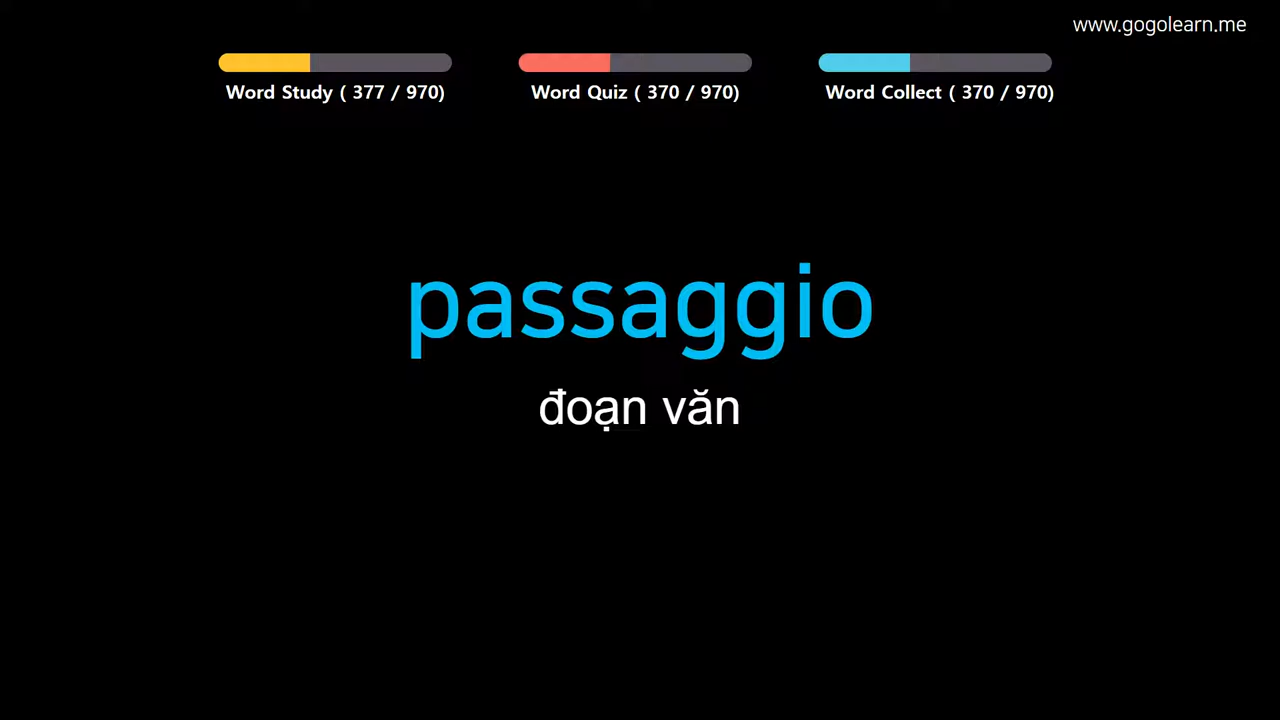 www.gogolearn.me
Word Study ( 377 / 970)
Word Quiz ( 370 / 970)
Word Collect ( 370 / 970)
passaggio
đoạn văn